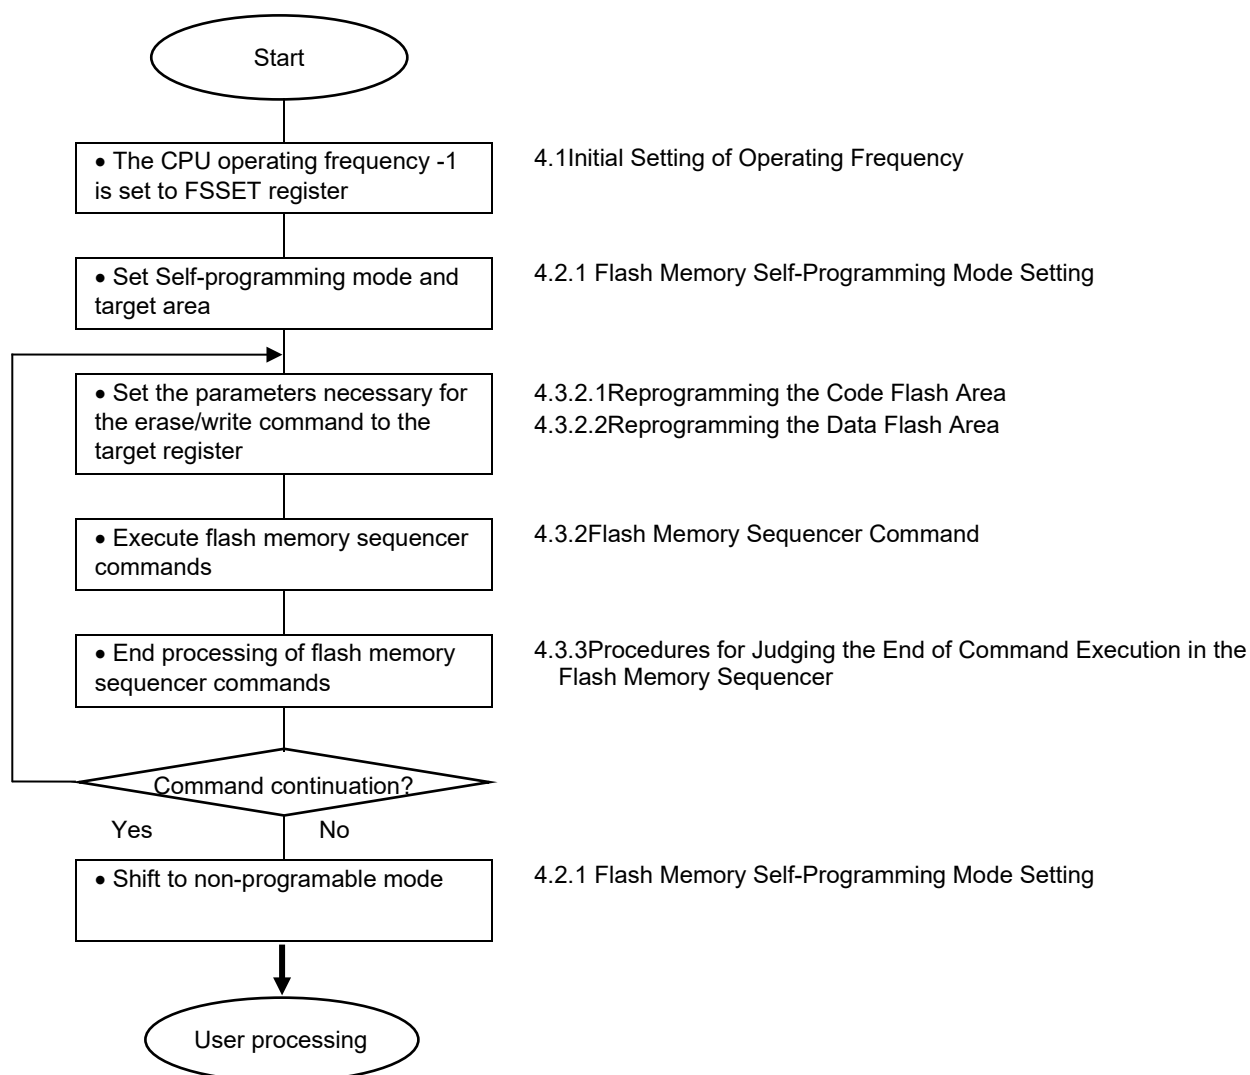 Start
• The CPU operating frequency -1
is set to FSSET register
4.1Initial Setting of Operating Frequency
• Set Self-programming mode and
target area
4.2.1 Flash Memory Self-Programming Mode Setting
• Set the parameters necessary for
the erase/write command to the
target register
4.3.2.1Reprogramming the Code Flash Area
4.3.2.2Reprogramming the Data Flash Area
• Execute flash memory sequencer
commands
4.3.2Flash Memory Sequencer Command
• End processing of flash memory
sequencer commands
4.3.3Procedures for Judging the End of Command Execution in the
Flash Memory Sequencer
Command continuation?
Yes
No
• Shift to non-programable mode
4.2.1 Flash Memory Self-Programming Mode Setting
User processing